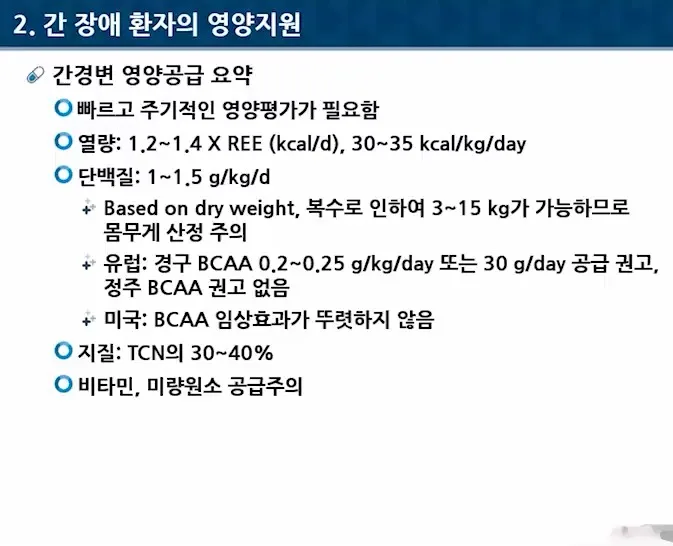 2. 간 장애 환자의 영양지원
간경변 영양공급 요약
빠르고 주기적인 영양평가가 필요함
열량: 1.2~1.4 X REE (kcal/d), 30~35 kcal/kg/day
단백질: 1~1.5 g/kg/d
Based on dry weight, 복수로 인하여 3~15 kg가 가능하므로
몸무게 산정 주의
유럽: 경구 BCAA 0.2~0.25 g/kg/day 또는 30 g/day 공급 권고,
정주 BCAA 권고 없음
미국: BCAA 임상효과가 뚜렷하지 않음
지질: TCN의 30~40%
비타민, 미량원소 공급주의